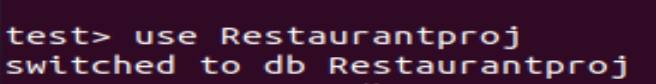 test> use Restaurantproj
switched to db Restaurantproj